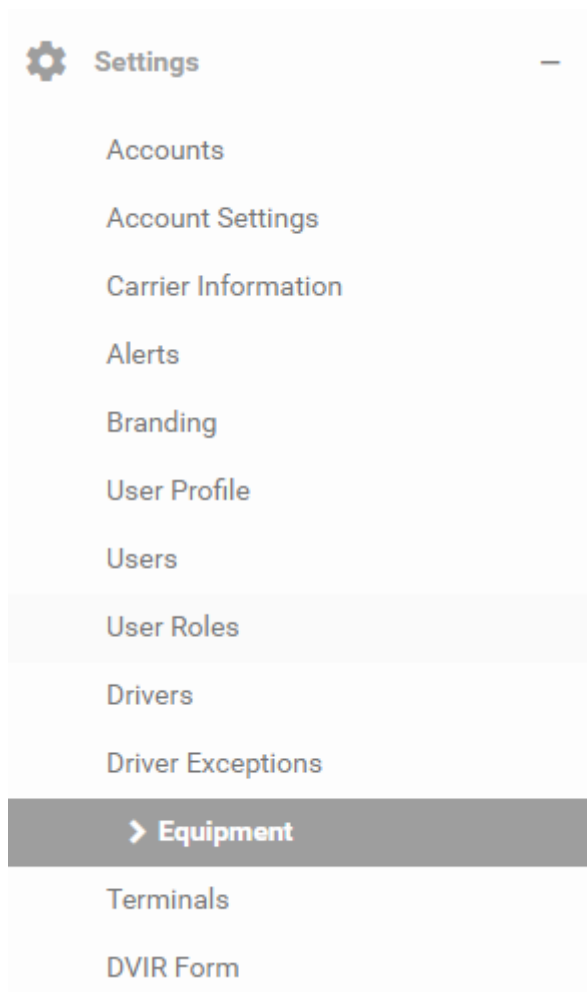 Settings
Accounts
Account Settings
Carrier Information
Alerts
Branding
User Profile
Users
User Roles
Drivers
Driver Exceptions
Equipment
Terminals
DVIR Form